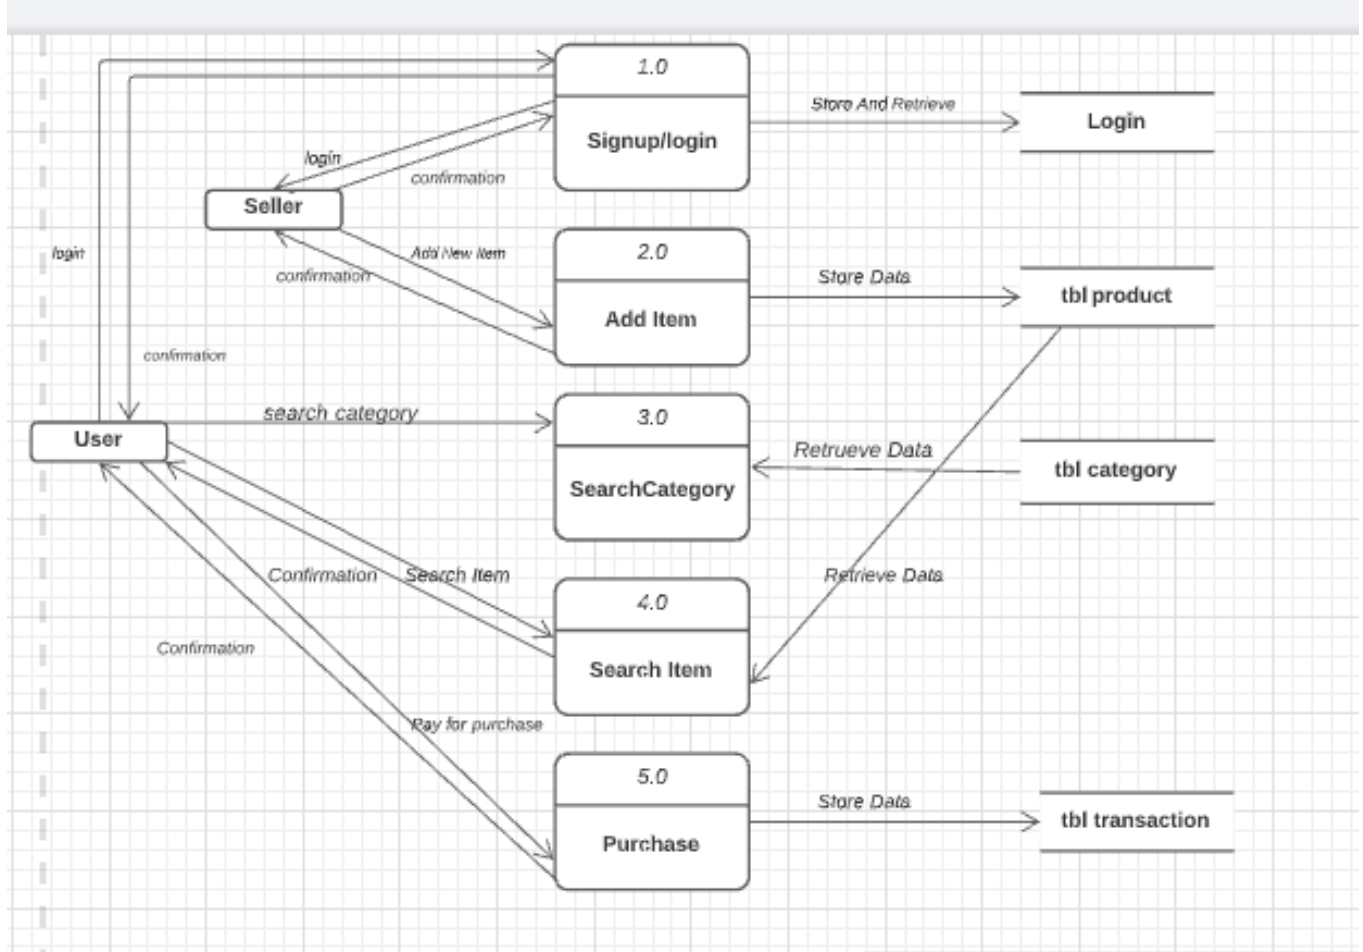 1.0
Store And Retrieve
Login
Signup/login
login
confirmation
Seller
login
Add New Item
2.0
confirmation
Store Data
tbl product
Add Item
confirmation
search category
3.0
User
Retrueve Data
tbl category
SearchCategory
Confirmation
Search Item
Retrieve Data
4.0
Confirmation
Search Item
Pay for purchase
5.0
Store Data
tbl transaction
Purchase